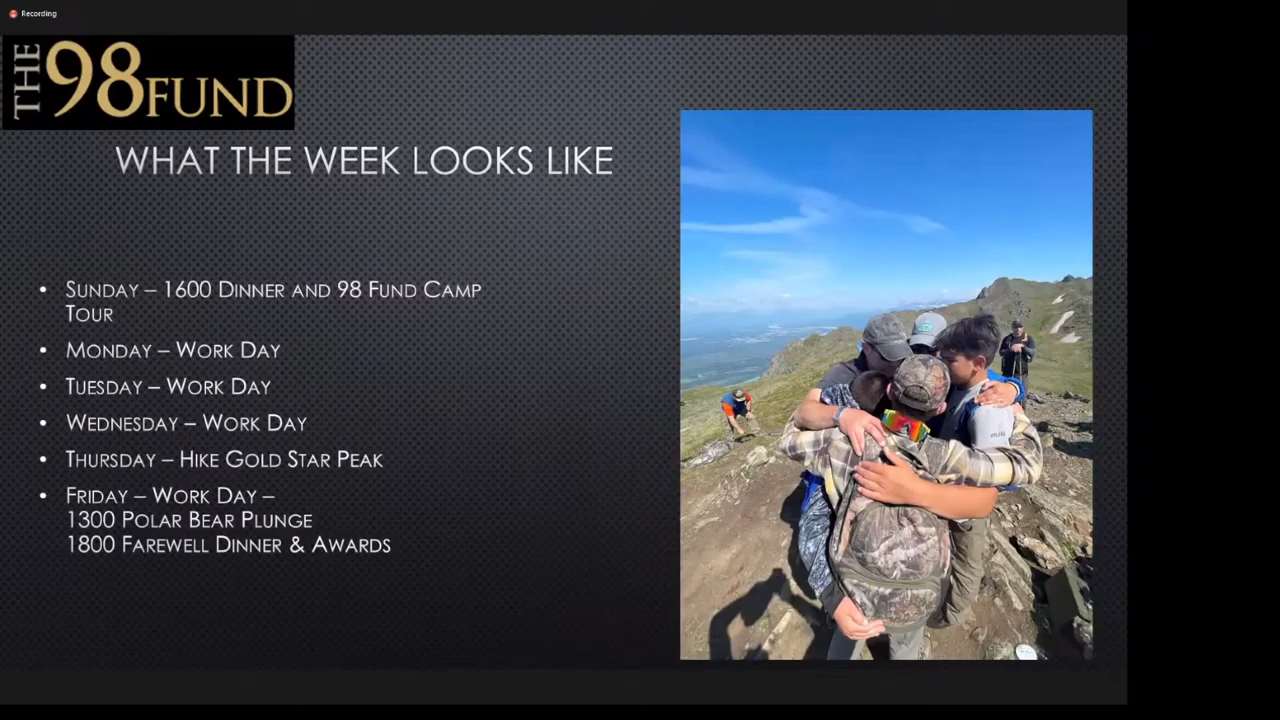 Recording
THE 98 FUND
WHAT THE WEEK LOOKS LIKE
• SUNDAY – 1600 DINNER AND 98 FUND CAMP
TOUR
• MONDAY – WORK DAY
• TUESDAY – WORK DAY
• WEDNESDAY – WORK DAY
• THURSDAY – HIKE GOLD STAR PEAK
• FRIDAY – WORK DAY –
1300 POLAR BEAR PLUNGE
1800 FAREWELL DINNER & AWARDS